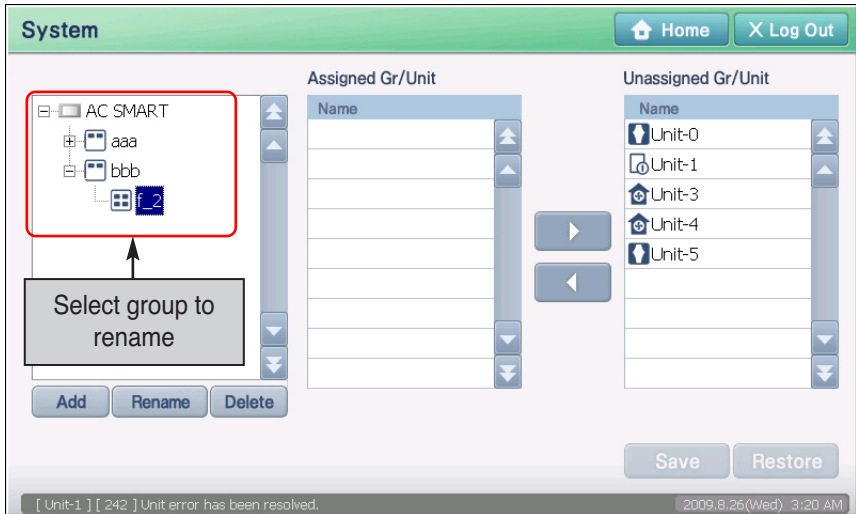 System
Home
X Log Out
Assigned Gr/Unit
Unassigned Gr/Unit
AC SMART
aaa
bbb
f_2
Select group to
rename
Name
Name
Unit-0
Unit-1
Unit-3
Unit-4
Unit-5
Add
Rename
Delete
Save
Restore
[ Unit-1 ] [ 242 ] Unit error has been resolved.
2009.8.26(Wed) 3:20 AM